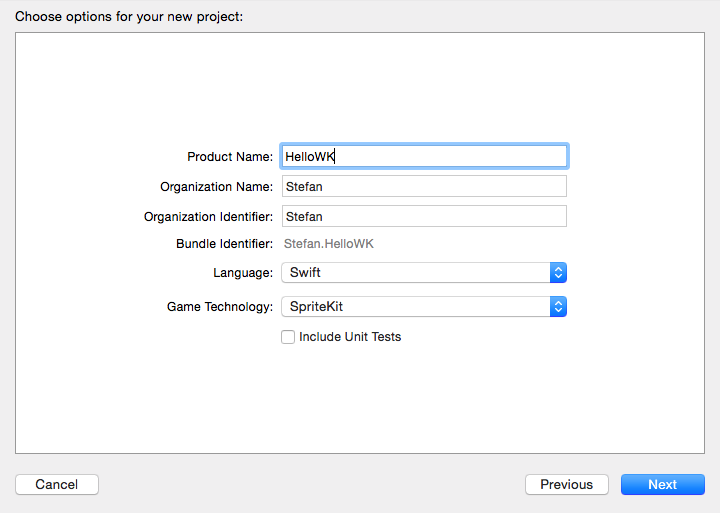 Choose options for your new project:
Product Name: HelloWK
Organization Name: Stefan
Organization Identifier: Stefan
Bundle Identifier: Stefan.HelloWK
Language: Swift
Game Technology: SpriteKit
Include Unit Tests
Cancel Previous Next